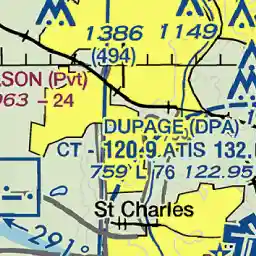 1386 1149
(494)
ASON (Pvt)
963 - 24
DUPAGE (DPA)
CT - 120.9 ATIS 132.
759 L 76 122.95
St Charles
291°